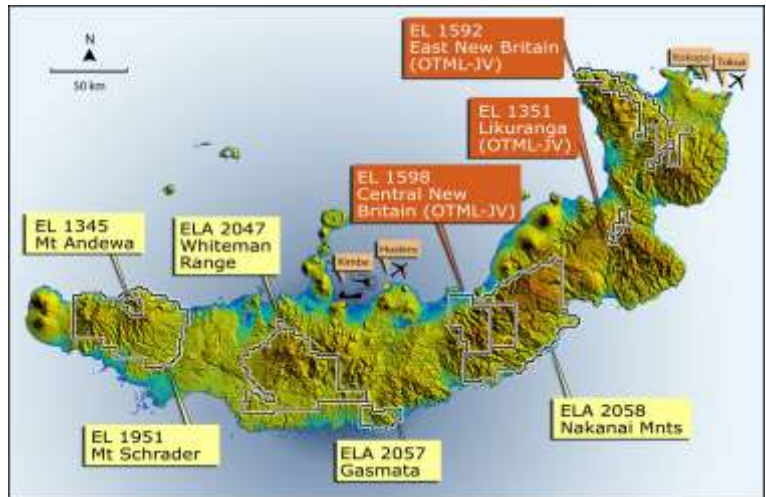 N
50 km
EL 1592
East New Britain
(OTML-JV)
Kokopo
Tokua
EL 1351
Likuranga
(OTML-JV)
EL 1598
Central New
Britain (OTML-JV)
EL 1345
Mt Andewa
ELA 2047
Whiteman
Range
Kimbe
Hoskins
EL 1951
Mt Schrader
ELA 2057
Gasmata
ELA 2058
Nakanai Mnts